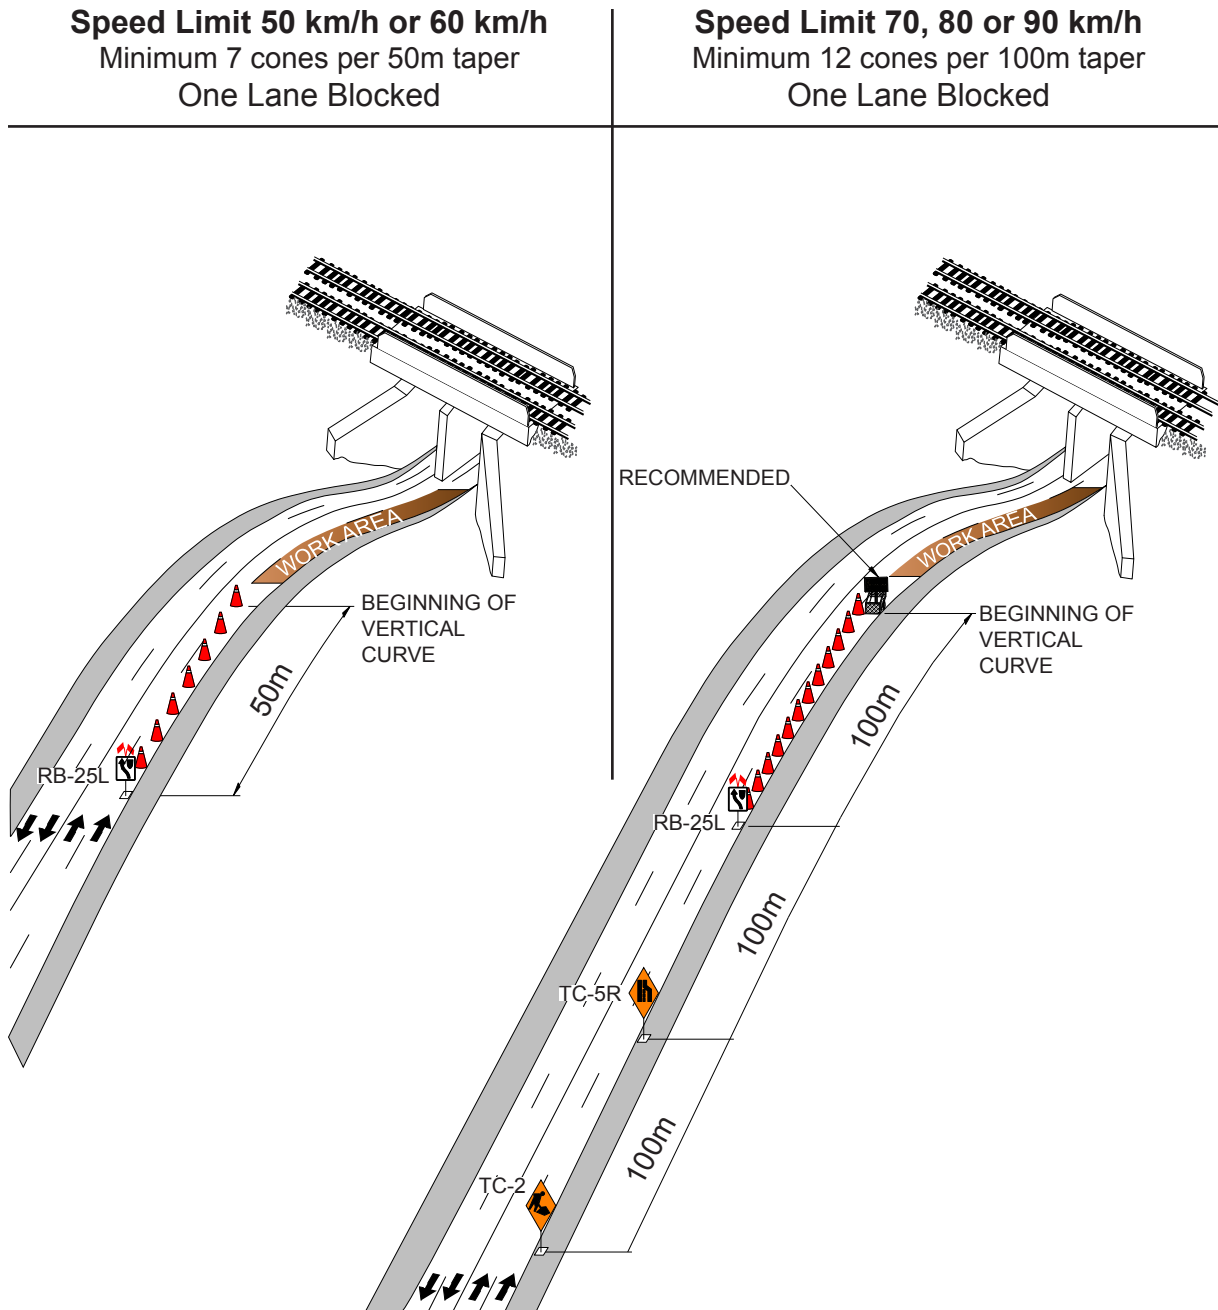 Speed Limit 50 km/h or 60 km/h
Minimum 7 cones per 50m taper
One Lane Blocked
WORK AREA
BEGINNING OF
VERTICAL
CURVE
50m
RB-25L
Speed Limit 70, 80 or 90 km/h
Minimum 12 cones per 100m taper
One Lane Blocked
RECOMMENDED
WORK AREA
BEGINNING OF
VERTICAL
CURVE
100m
RB-25L
100m
TC-5R
100m
TC-2